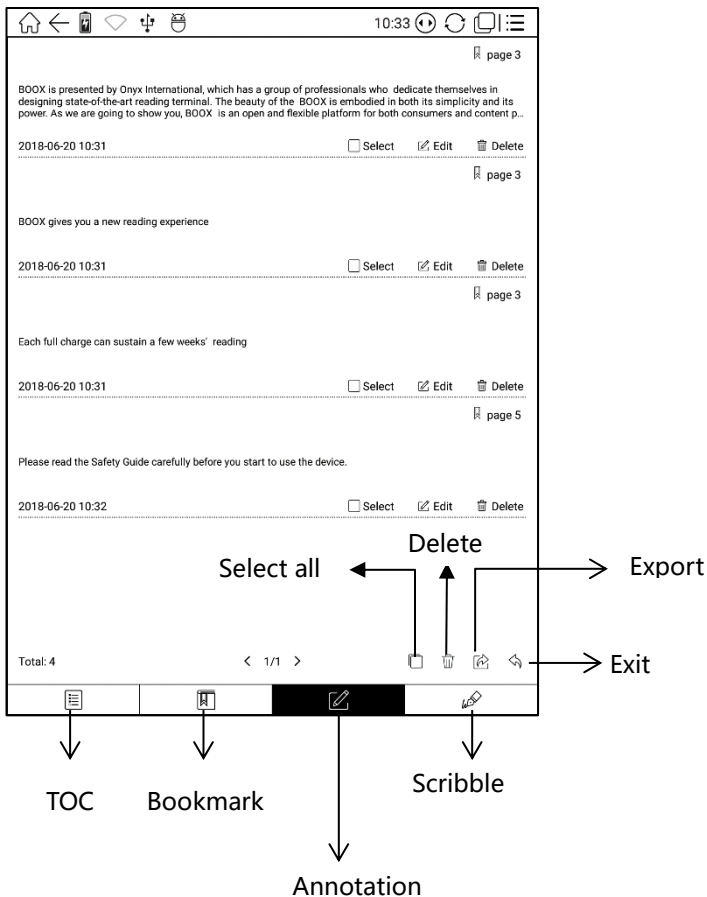 10:33
page 3
BOOX is presented by Onyx International, which has a group of professionals who dedicate themselves in
designing state-of-the-art reading terminal. The beauty of the BOOX is embodied in both its simplicity and its
power. As we are going to show you, BOOX is an open and flexible platform for both consumers and content p...
2018-06-20 10:31 Select Edit Delete
page 3
BOOX gives you a new reading experience
2018-06-20 10:31 Select Edit Delete
page 3
Each full charge can sustain a few weeks' reading
2018-06-20 10:31 Select Edit Delete
page 5
Please read the Safety Guide carefully before you start to use the device.
2018-06-20 10:32 Select Edit Delete
Delete
Select all
Export
Total: 4 < 1/1 >
Exit
TOC
Bookmark
Scribble
Annotation